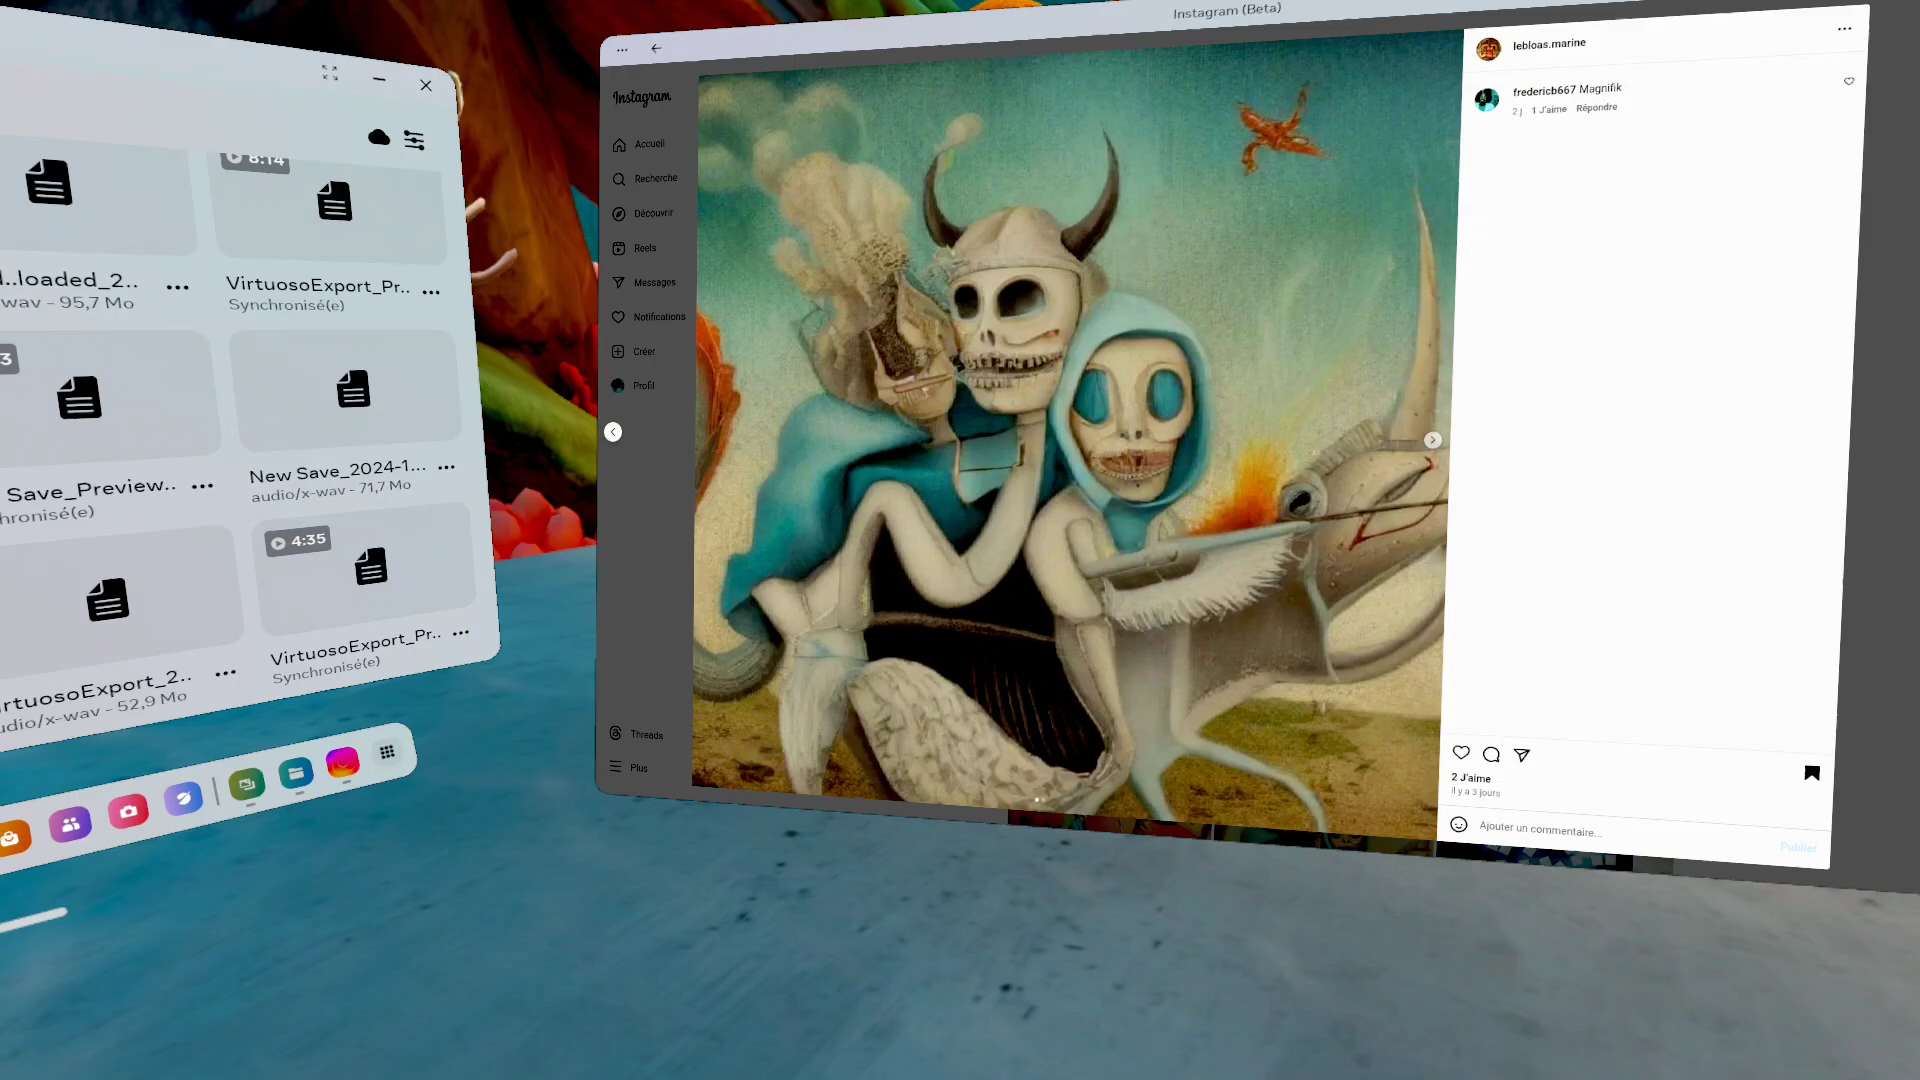 8:14
d..loaded_2..
wav - 95,7 Mo
VirtuosoExport_Pr..
Synchronisé(e)
3
Save_Preview..
hronisé(e)
New Save_2024-1...
audio/x-wav - 71,7 Mo
4:35
irtuosoExport_2..
udio/x-wav - 52,9 Mo
VirtuosoExport_Pr..
Synchronisé(e)
Instagram (Beta)
Instagram
Accueil
Recherche
Découvrir
Reels
Messages
Notifications
Créer
Profil
Threads
Plus
lebloas.marine
fredericb667 Magnifik
2 j 1 J'aime Répondre
2 J'aime
il y a 3 jours
Ajouter un commentaire...
Publier